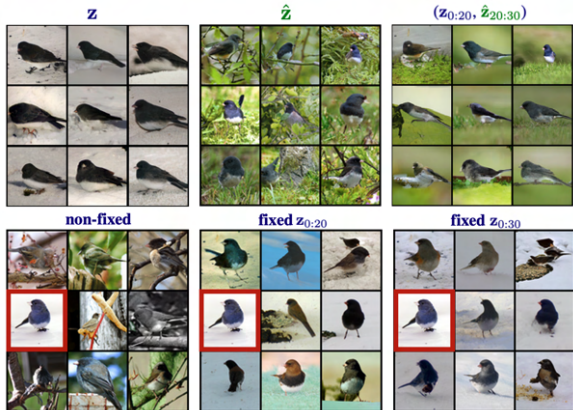 z
ẑ
(z₀:₂₀, ẑ₂₀:₃₀)
non-fixed
fixed z₀:₂₀
fixed z₀:₃₀